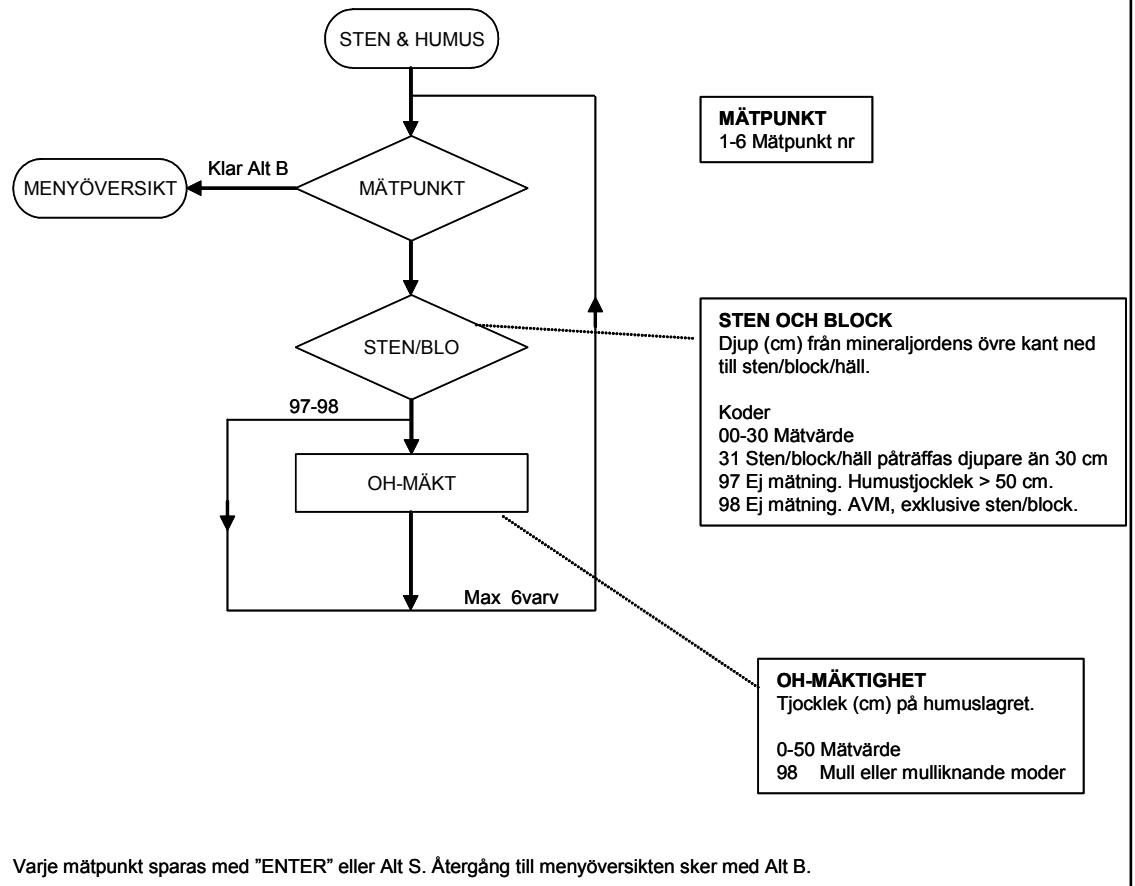 STEN & HUMUS
MÄTPUNKT
1-6 Mätpunkt nr
Klar Alt B
MENYÖVERSIKT
MÄTPUNKT
STEN/BLO
STEN OCH BLOCK
Djup (cm) från mineraljordens övre kant ned
till sten/block/häll.
Koder
00-30 Mätvärde
31 Sten/block/häll påträffas djupare än 30 cm
97 Ej mätning. Humustjocklek > 50 cm.
98 Ej mätning. AVM, exklusive sten/block.
97-98
OH-MÄKT
Max 6varv
OH-MÄKTIGHET
Tjocklek (cm) på humuslagret.
0-50 Mätvärde
98 Mull eller mulliknande moder
Varje mätpunkt sparas med ”ENTER” eller Alt S. Återgång till menyöversikten sker med Alt B.